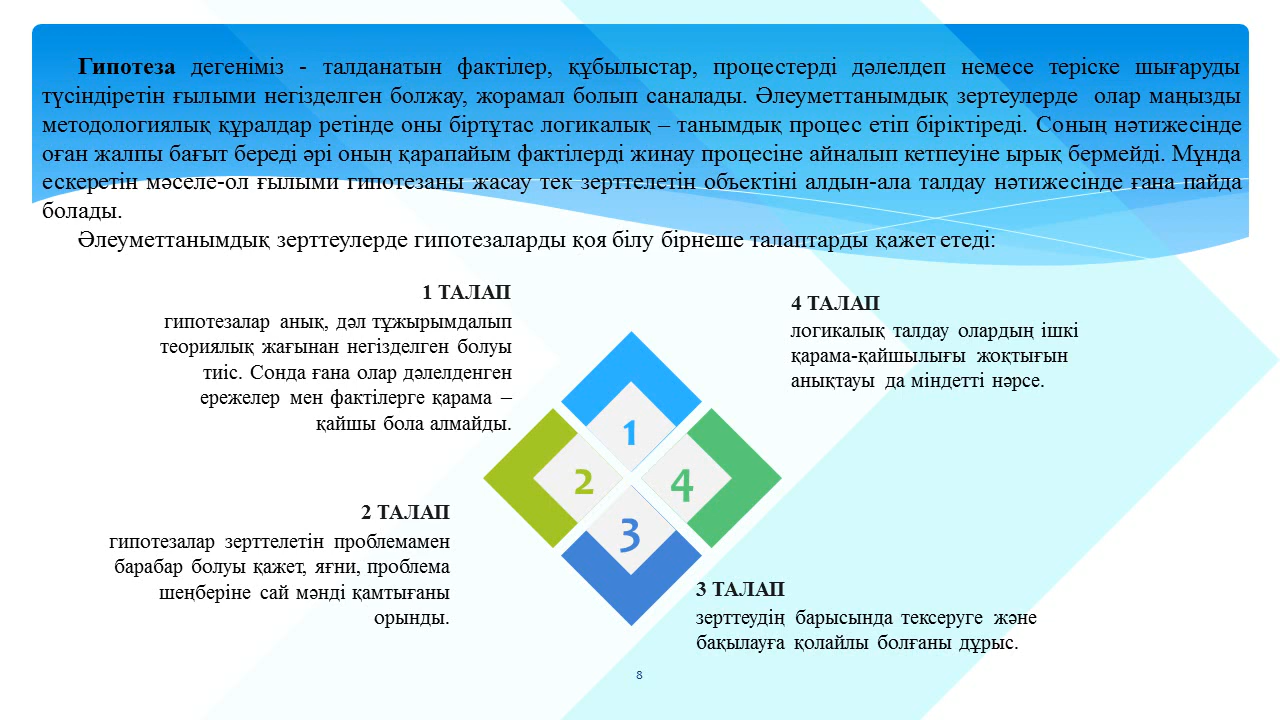 Гипотеза дегеніміз - талданатын фактілер, құбылыстар, процестерді дәлелдеп немесе теріске шығаруды
түсіндіретін ғылыми негізделген болжау, жорамал болып саналады. Әлеуметтанымдық зертеулерде олар маңызды
методологиялық құралдар ретінде оны біртұтас логикалық – танымдық процес етіп біріктіреді. Соның нәтижесінде
оған жалпы бағыт береді әрі оның қарапайым фактілерді жинау процесіне айналып кетпеуіне ырық бермейді. Мұнда
ескеретін мәселе-ол ғылыми гипотезаны жасау тек зерттелетін объектіні алдын-ала талдау нәтижесінде ғана пайда
болады.
Әлеуметтанымдық зерттеулерде гипотезаларды қоя білу бірнеше талаптарды қажет етеді:
1 ТАЛАП
гипотезалар анық, дәл тұжырымдалып
теориялық жағынан негізделген болуы
тиіс. Сонда ғана олар дәлелденген
ережелер мен фактілерге қарама –
қайшы бола алмайды.
2 ТАЛАП
гипотезалар зерттелетін проблемамен
барабар болуы қажет, яғни, проблема
шеңберіне сай мәнді қамтығаны
орынды.
4 ТАЛАП
логикалық талдау олардың ішкі
қарама-қайшылығы жоқтығын
анықтауы да міндетті нәрсе.
3 ТАЛАП
зерттеудің барысында тексеруге және
бақылауға қолайлы болғаны дұрыс.
1
2
4
3
8